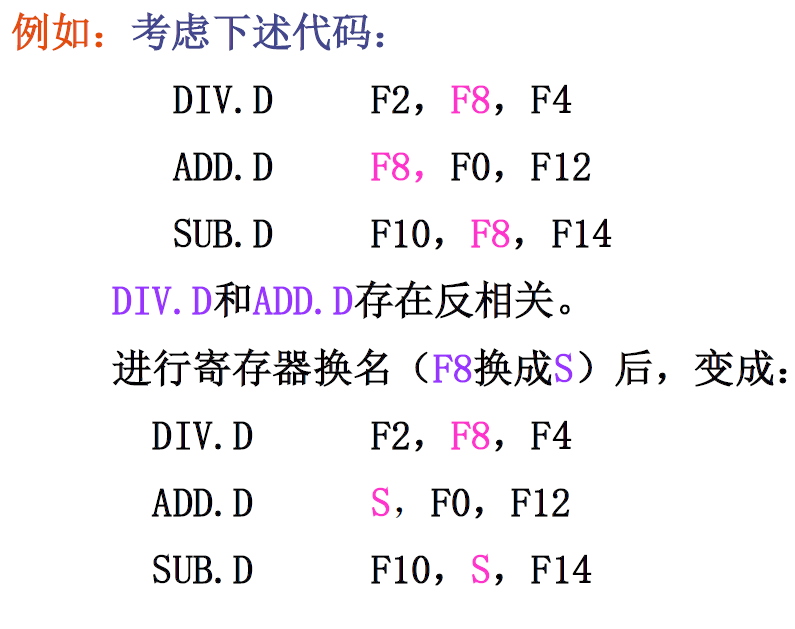 例如：考虑下述代码：
DIV.D F2，F8，F4
ADD.D F8，F0，F12
SUB.D F10，F8，F14
DIV.D和ADD.D存在反相关。
进行寄存器换名（F8换成S）后，变成：
DIV.D F2，F8，F4
ADD.D S，F0，F12
SUB.D F10，S，F14